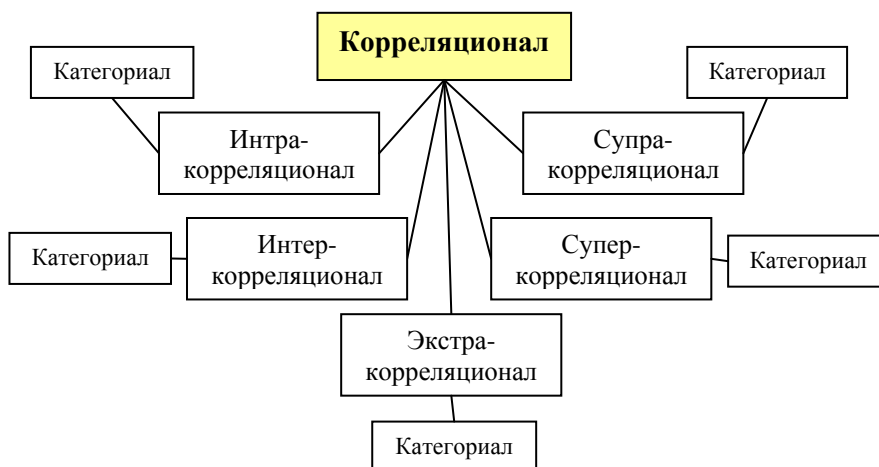 Корреляционал
Категориал
Категориал
Интра-
корреляционал
Супра-
корреляционал
Категориал
Интер-
корреляционал
Супер-
корреляционал
Категориал
Экстра-
корреляционал
Категориал